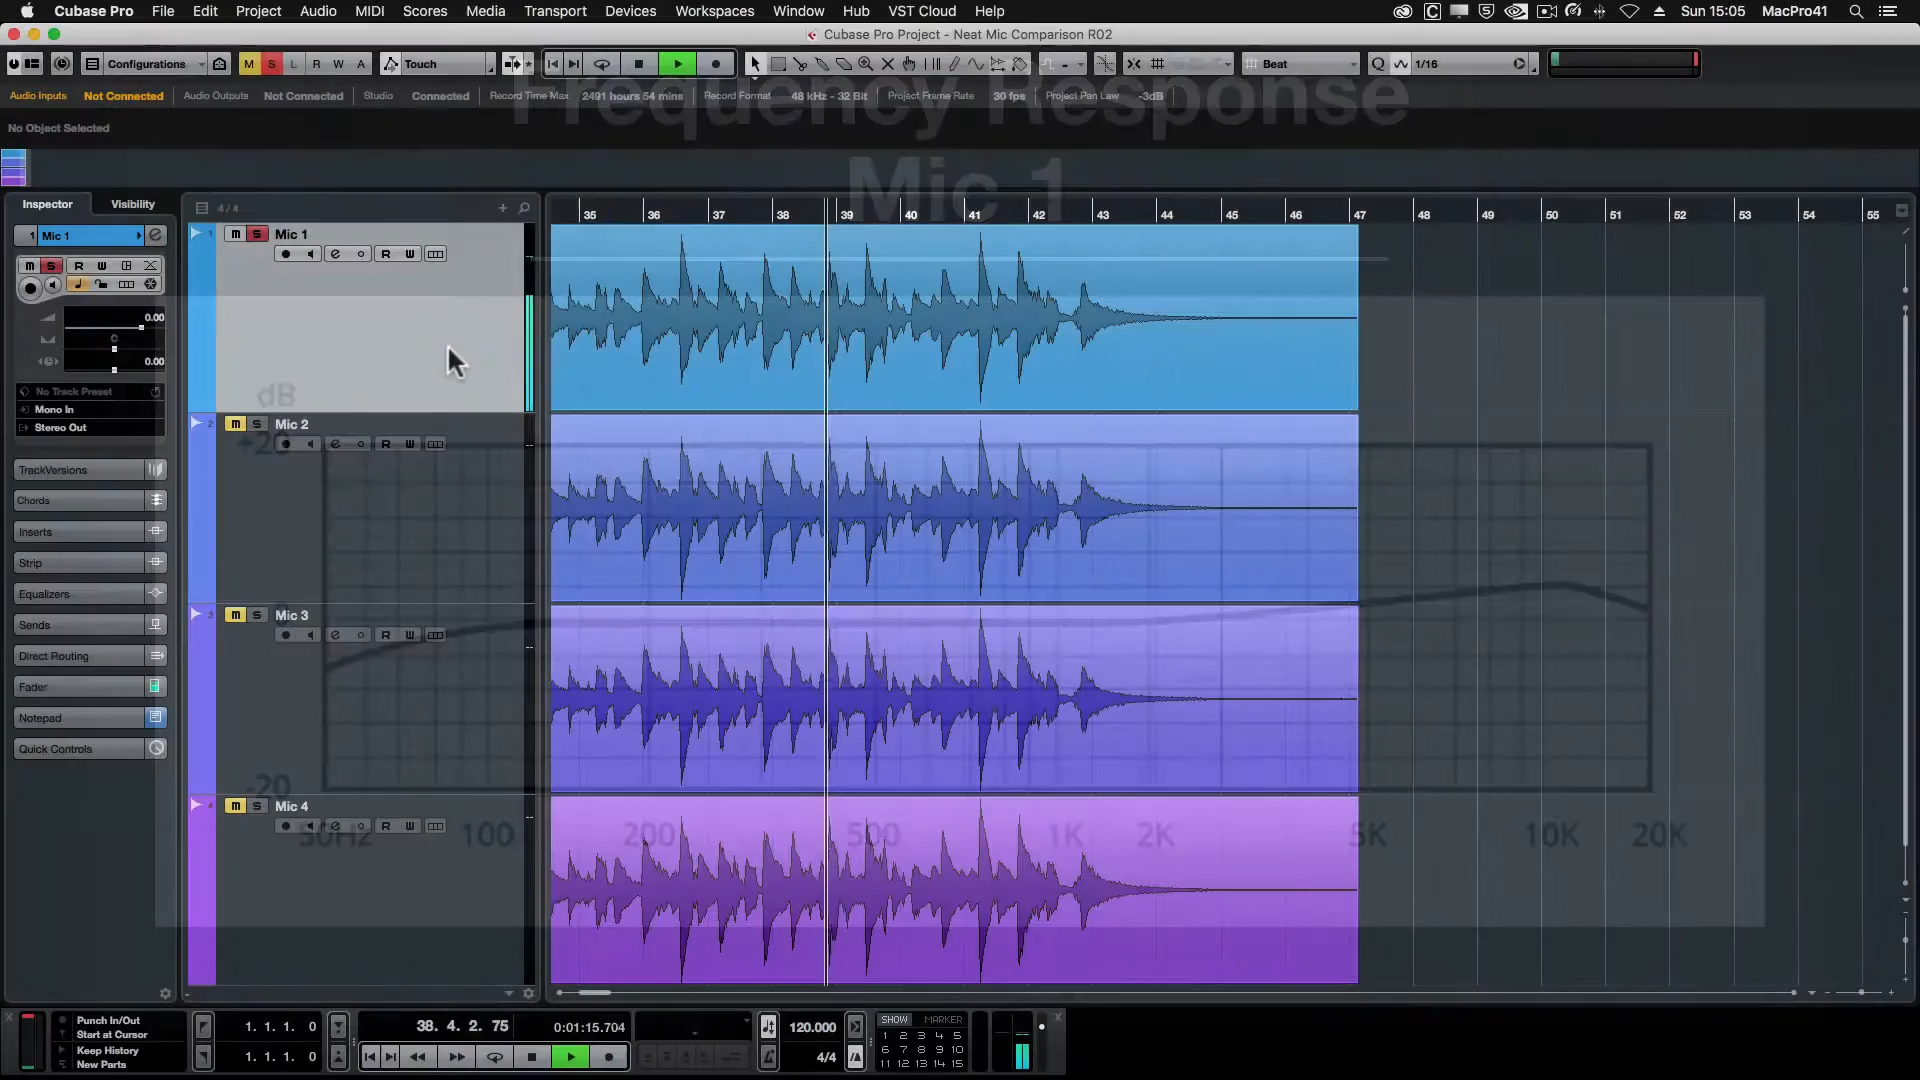 Cubase Pro File Edit Project Audio MIDI Scores Media Transport Devices Workspaces Window Hub VST Cloud Help Sun 15:05 MacPro41
Cubase Pro Project - Neat Mic Comparison R02
Configurations M S L R W A Touch Beat Q 1/16
Audio Inputs Not Connected Audio Outputs Not Connected Studio Connected Record Time Max 2491 hours 54 mins Record Format 48 kHz - 32 Bit Project Frame Rate 30 fps Project Pan Law -3dB
Frequency Response
No Object Selected
Mic 1
Inspector Visibility 4/4
35 36 37 38 39 40 41 42 43 44 45 46 47 48 49 50 51 52 53 54 55
1 Mic 1
m S R W
0.00
C
0.00
No Track Preset
Mono In
Stereo Out
TrackVersions
Chords
Inserts
Strip
Equalizers
Sends
Direct Routing
Fader
Notepad
Quick Controls
1 m S Mic 1
R W
dB
2 m S Mic 2
R W
+20
3 m S Mic 3
R W
-20
4 m S Mic 4
R W
50Hz 100 200 500 1K 2K 5K 10K 20K
Punch In/Out
Start at Cursor
Keep History
New Parts
1. 1. 1. 0
1. 1. 1. 0
38. 4. 2. 75 0:01:15.704
120.000
4/4
SHOW MARKER
1 2 3 4 5
6 7 8 9 10
11 12 13 14 15